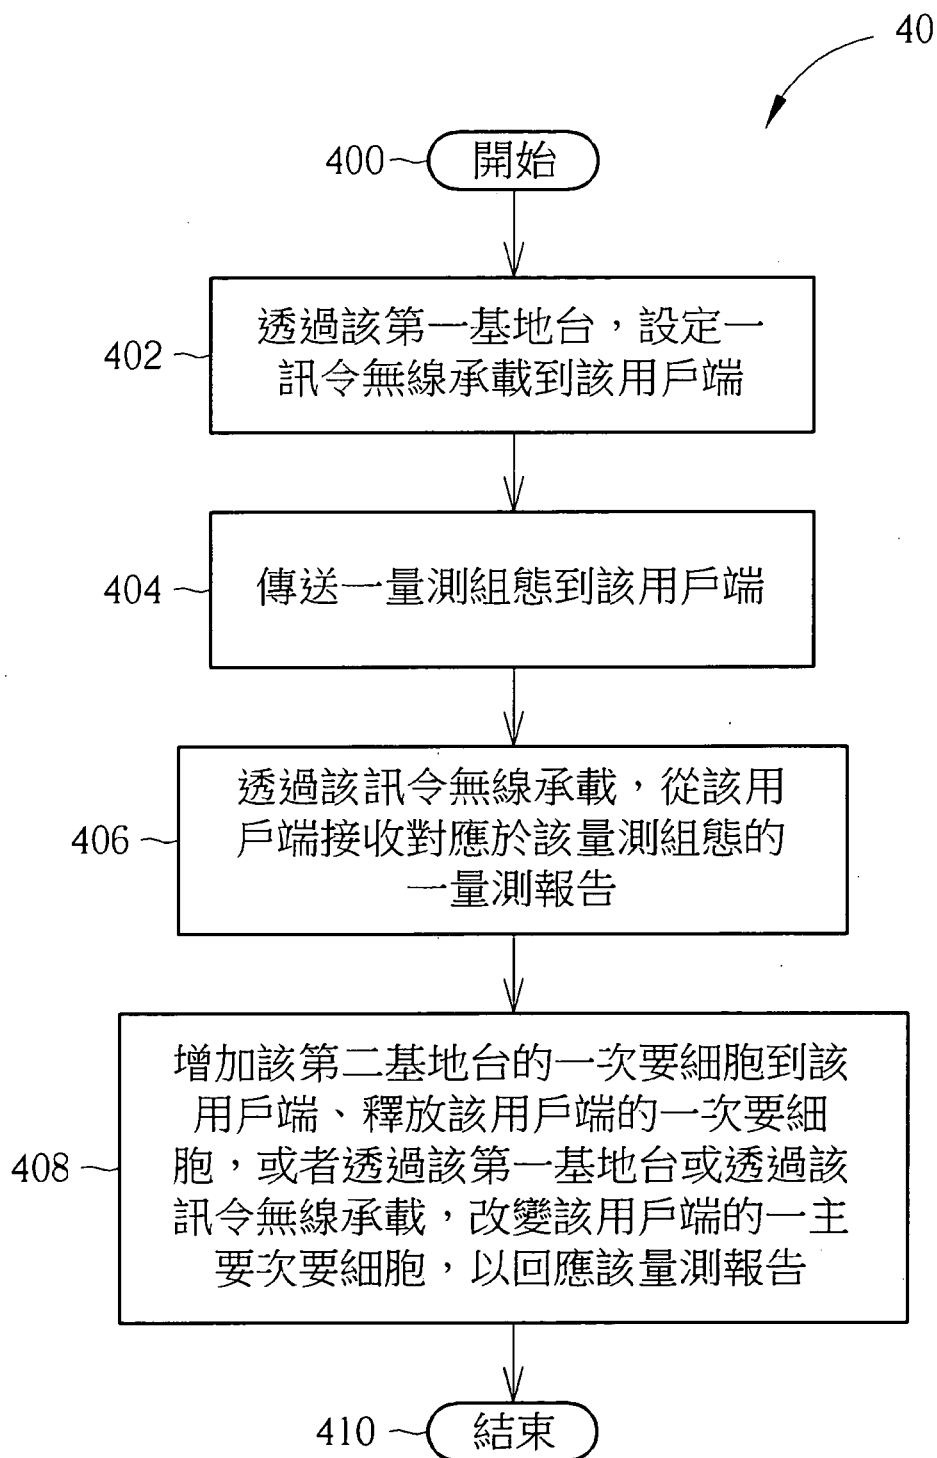 40
400
開始
402
透過該第一基地台，設定一
訊令無線承載到該用戶端
404
傳送一量測組態到該用戶端
406
透過該訊令無線承載，從該用
戶端接收對應於該量測組態的
一量測報告
408
增加該第二基地台的一次要細胞到該
用戶端、釋放該用戶端的一次要細
胞，或者透過該第一基地台或透過該
訊令無線承載，改變該用戶端的一主
要次要細胞，以回應該量測報告
410
結束